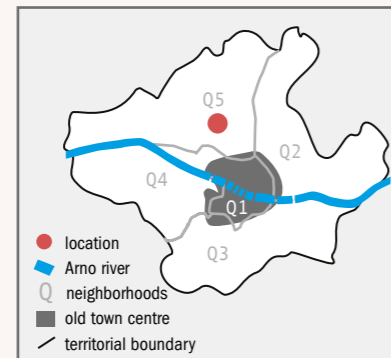 Q5
Q2
Q4
Q1
Q3
location
Arno river
Q neighborhoods
old town centre
territorial boundary